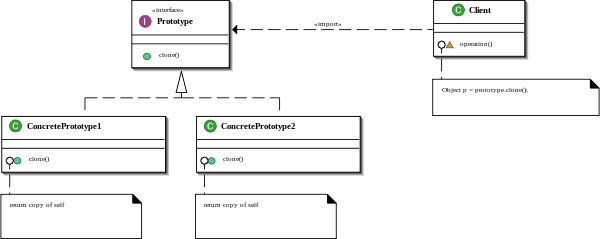 «interface»
I Prototype
clone()
«import»
C Client
operation()
Object p = prototype.clone();
C ConcretePrototype1
clone()
return copy of self
C ConcretePrototype2
clone()
return copy of self